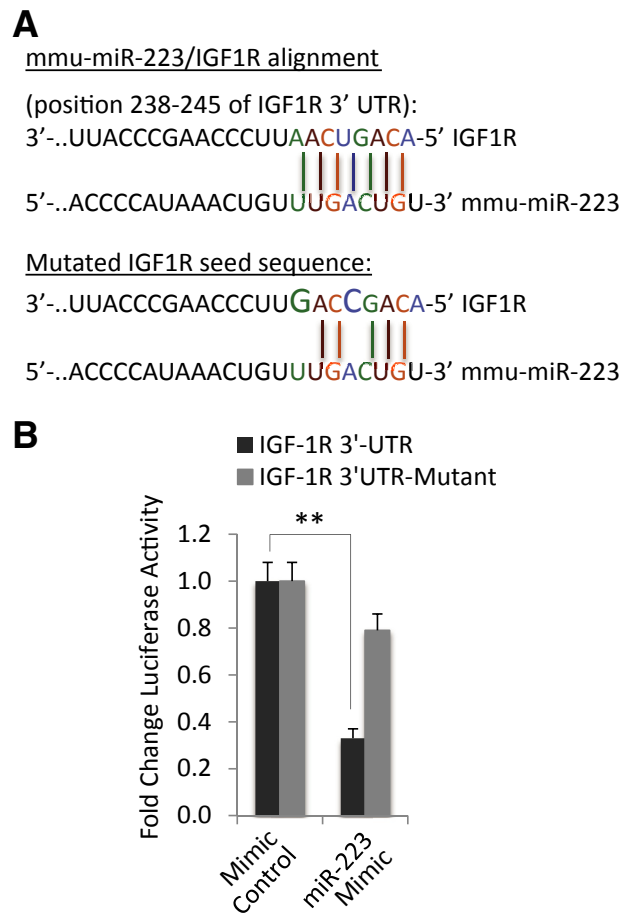 A
mmu-miR-223/IGF1R alignment
(position 238-245 of IGF1R 3’ UTR):
3’-..UUACCCGAACCCUUAACUGACA-5’ IGF1R
5’-..ACCCCAUAAACUGUUUGACUGU-3’ mmu-miR-223
Mutated IGF1R seed sequence:
3’-..UUACCCGAACCCUUGACCGACA-5’ IGF1R
5’-..ACCCCAUAAACUGUUUGACUGU-3’ mmu-miR-223
B
IGF-1R 3'-UTR
IGF-1R 3'UTR-Mutant
**
Fold Change Luciferase Activity
1.2
1.0
0.8
0.6
0.4
0.2
0.0
Mimic
Control
miR-223
Mimic